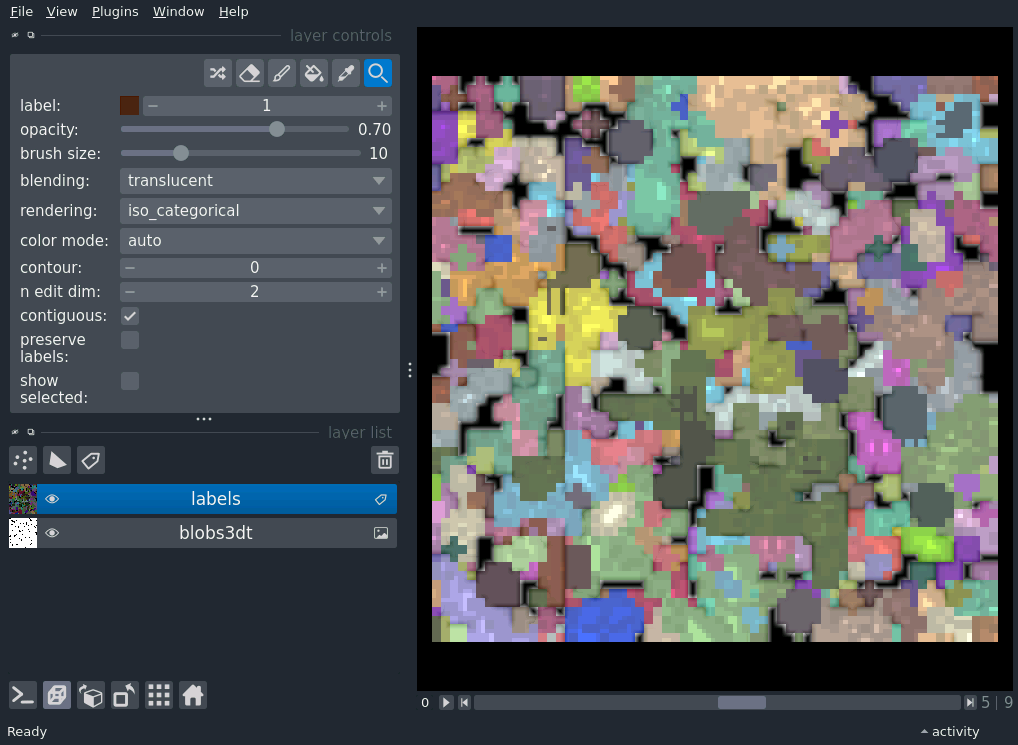 File View Plugins Window Help
layer controls
label: 1
opacity: 0.70
brush size: 10
blending: translucent
rendering: iso_categorical
color mode: auto
contour: 0
n edit dim: 2
contiguous:
preserve
labels:
show
selected:
layer list
labels
blobs3dt
0 5 | 9
Ready activity